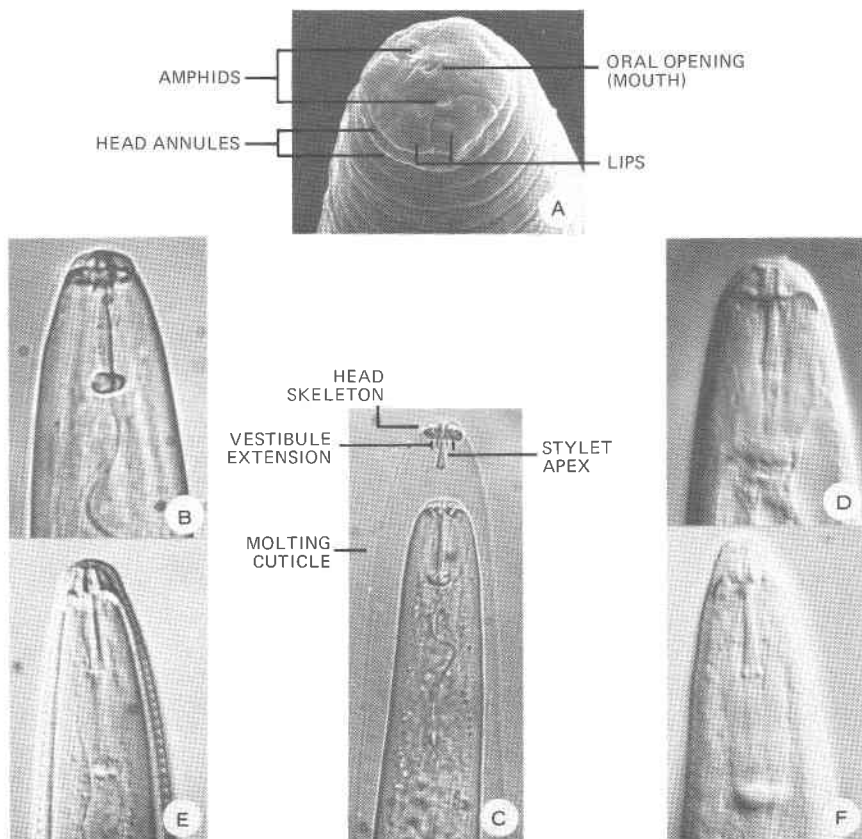 AMPHIDS
ORAL OPENING
(MOUTH)
HEAD ANNULES
LIPS
A
B
HEAD
SKELETON
VESTIBULE
EXTENSION
STYLET
APEX
D
MOLTING
CUTICLE
E
C
F